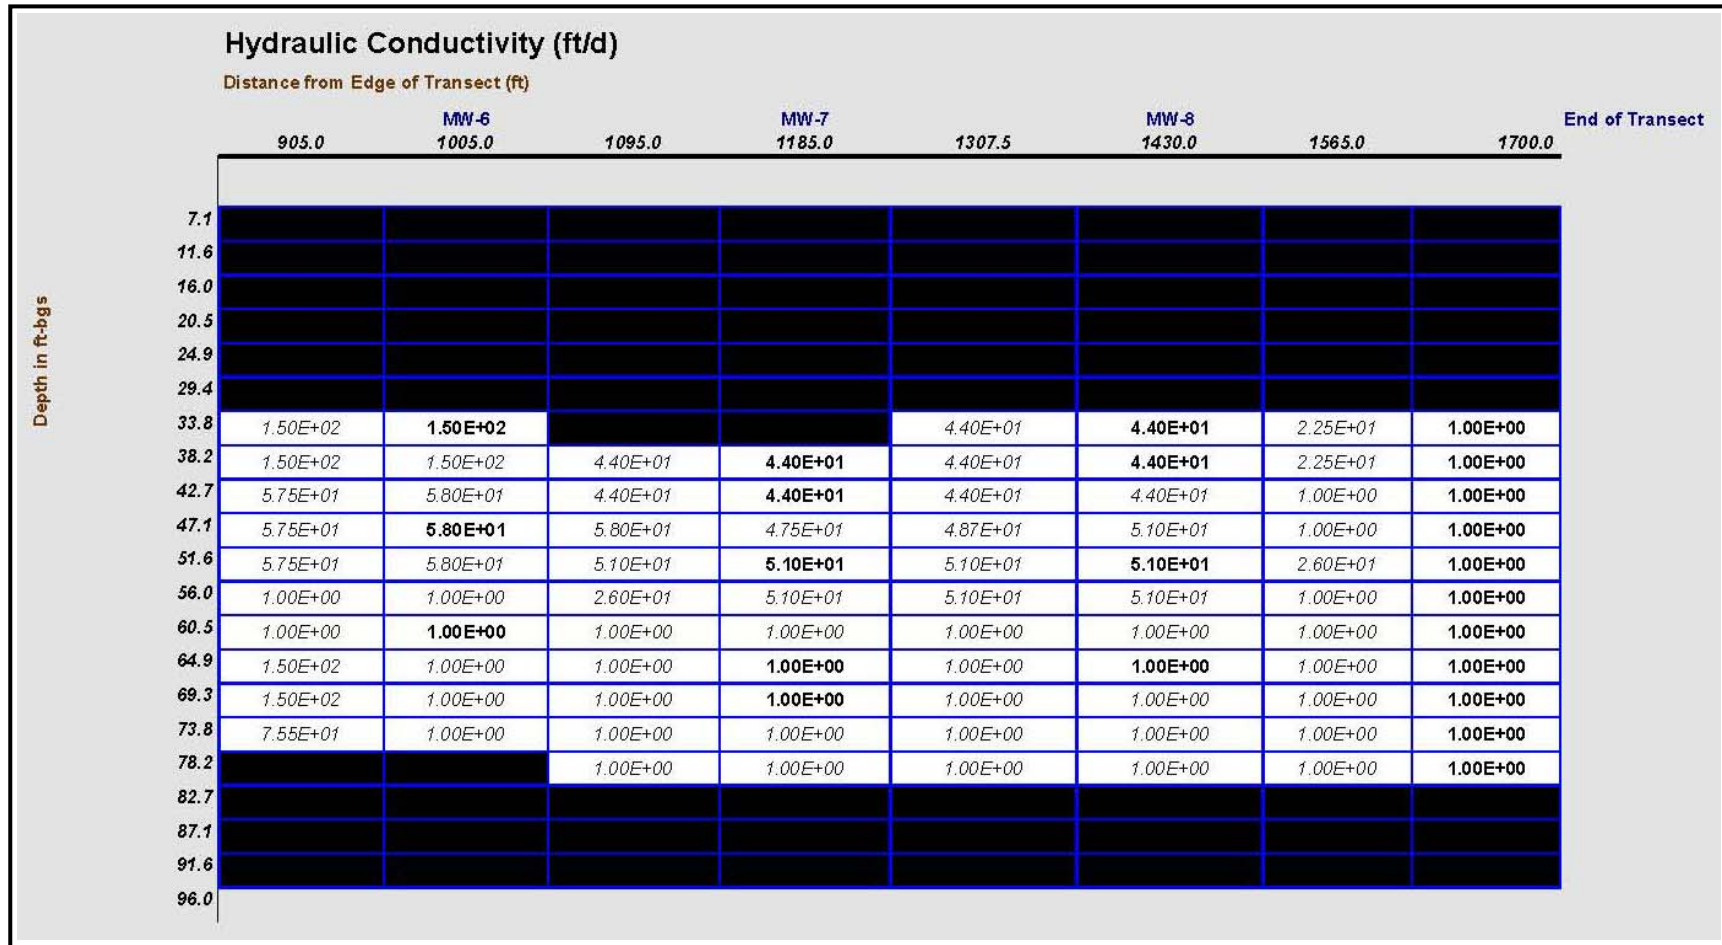 Hydraulic Conductivity (ft/d)
Distance from Edge of Transect (ft)
MW-6 MW-7 MW-8 End of Transect
905.0 1005.0 1095.0 1185.0 1307.5 1430.0 1565.0 1700.0
Depth in ft-bgs
7.1
11.6
16.0
20.5
24.9
29.4
33.8 1.50E+02 1.50E+02 4.40E+01 4.40E+01 2.25E+01 1.00E+00
38.2 1.50E+02 1.50E+02 4.40E+01 4.40E+01 4.40E+01 4.40E+01 2.25E+01 1.00E+00
42.7 5.75E+01 5.80E+01 4.40E+01 4.40E+01 4.40E+01 4.40E+01 1.00E+00 1.00E+00
47.1 5.75E+01 5.80E+01 5.80E+01 4.75E+01 4.87E+01 5.10E+01 1.00E+00 1.00E+00
51.6 5.75E+01 5.80E+01 5.10E+01 5.10E+01 5.10E+01 5.10E+01 2.60E+01 1.00E+00
56.0 1.00E+00 1.00E+00 2.60E+01 5.10E+01 5.10E+01 5.10E+01 1.00E+00 1.00E+00
60.5 1.00E+00 1.00E+00 1.00E+00 1.00E+00 1.00E+00 1.00E+00 1.00E+00 1.00E+00
64.9 1.50E+02 1.00E+00 1.00E+00 1.00E+00 1.00E+00 1.00E+00 1.00E+00 1.00E+00
69.3 1.50E+02 1.00E+00 1.00E+00 1.00E+00 1.00E+00 1.00E+00 1.00E+00 1.00E+00
73.8 7.55E+01 1.00E+00 1.00E+00 1.00E+00 1.00E+00 1.00E+00 1.00E+00 1.00E+00
78.2 1.00E+00 1.00E+00 1.00E+00 1.00E+00 1.00E+00 1.00E+00
82.7
87.1
91.6
96.0